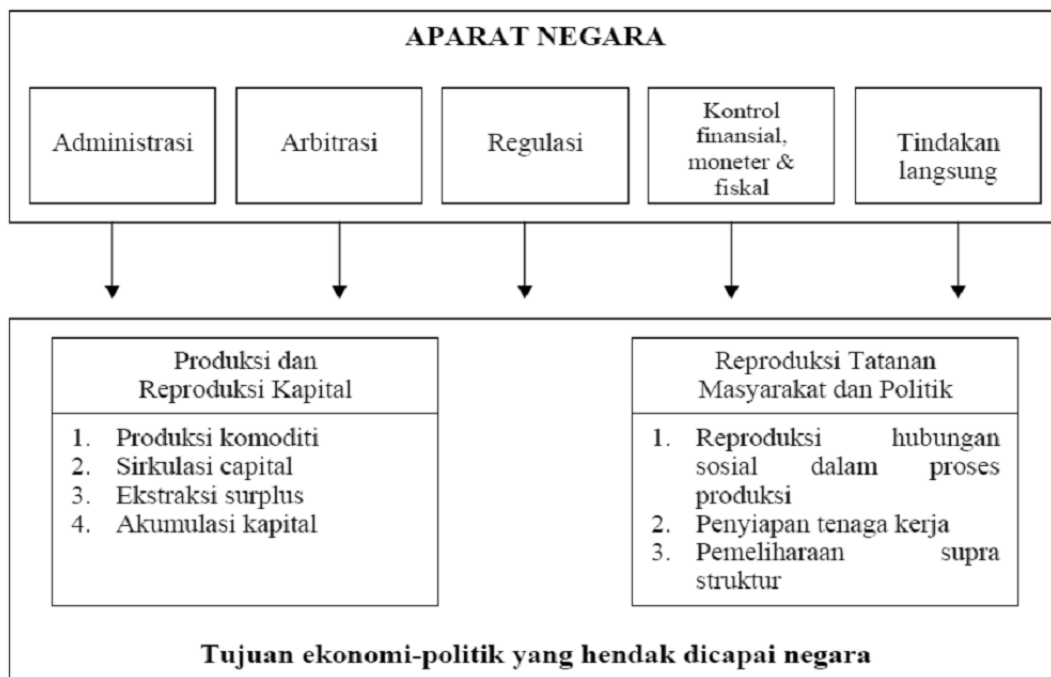 APARAT NEGARA
Administrasi
Arbitrasi
Regulasi
Kontrol
finansial,
moneter &
fiskal
Tindakan
langsung
Produksi dan
Reproduksi Kapital
1. Produksi komoditi
2. Sirkulasi capital
3. Ekstraksi surplus
4. Akumulasi kapital
Reproduksi Tatanan
Masyarakat dan Politik
1. Reproduksi hubungan
sosial dalam proses
produksi
2. Penyiapan tenaga kerja
3. Pemeliharaan supra
struktur
Tujuan ekonomi-politik yang hendak dicapai negara